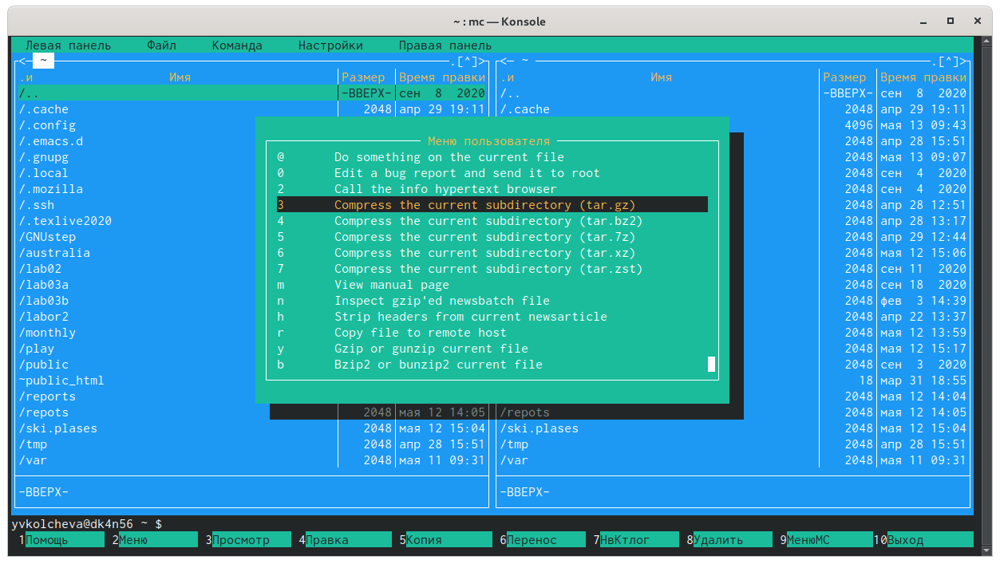 ~ : mc — Konsole
Левая панель Файл Команда Настройки Правая панель
<— ~ .[^]> <— ~ .[^]>
.и Имя Размер Время правки .и Имя Размер Время правки
/.. -ВВЕРХ- сен 8 2020 /.. -ВВЕРХ- сен 8 2020
/.cache 2048 апр 29 19:11 /.cache 2048 апр 29 19:11
/.config 4096 мая 13 09:43
/.emacs.d Меню пользователя 2048 апр 28 15:51
/.gnupg @ Do something on the current file 2048 мая 13 09:07
/.local 0 Edit a bug report and send it to root 2048 сен 4 2020
/.mozilla 2 Call the info hypertext browser 2048 сен 4 2020
/.ssh 3 Compress the current subdirectory (tar.gz) 2048 апр 28 12:51
/.texlive2020 4 Compress the current subdirectory (tar.bz2) 2048 апр 28 13:17
/GNUstep 5 Compress the current subdirectory (tar.7z) 2048 апр 29 12:44
/australia 6 Compress the current subdirectory (tar.xz) 2048 мая 12 15:06
/lab02 7 Compress the current subdirectory (tar.zst) 2048 сен 11 2020
/lab03a m View manual page 2048 сен 18 2020
/lab03b n Inspect gzip'ed newsbatch file 2048 фев 3 14:39
/labor2 h Strip headers from current newsarticle 2048 апр 22 13:37
/monthly r Copy file to remote host 2048 мая 12 13:59
/play y Gzip or gunzip current file 2048 мая 12 15:17
/public b Bzip2 or bunzip2 current file 2048 сен 3 2020
~public_html 18 мар 31 18:55
/reports 2048 мая 12 14:04
/repots 2048 мая 12 14:05 /repots 2048 мая 12 14:05
/ski.plases 2048 мая 12 15:04 /ski.plases 2048 мая 12 15:04
/tmp 2048 апр 28 15:51 /tmp 2048 апр 28 15:51
/var 2048 мая 11 09:31 /var 2048 мая 11 09:31
-ВВЕРХ- -ВВЕРХ-
yvkolcheva@dk4n56 ~ $
1Помощь 2Меню 3Просмотр 4Правка 5Копия 6Перенос 7НвКтлог 8Удалить 9МенюМС 10Выход